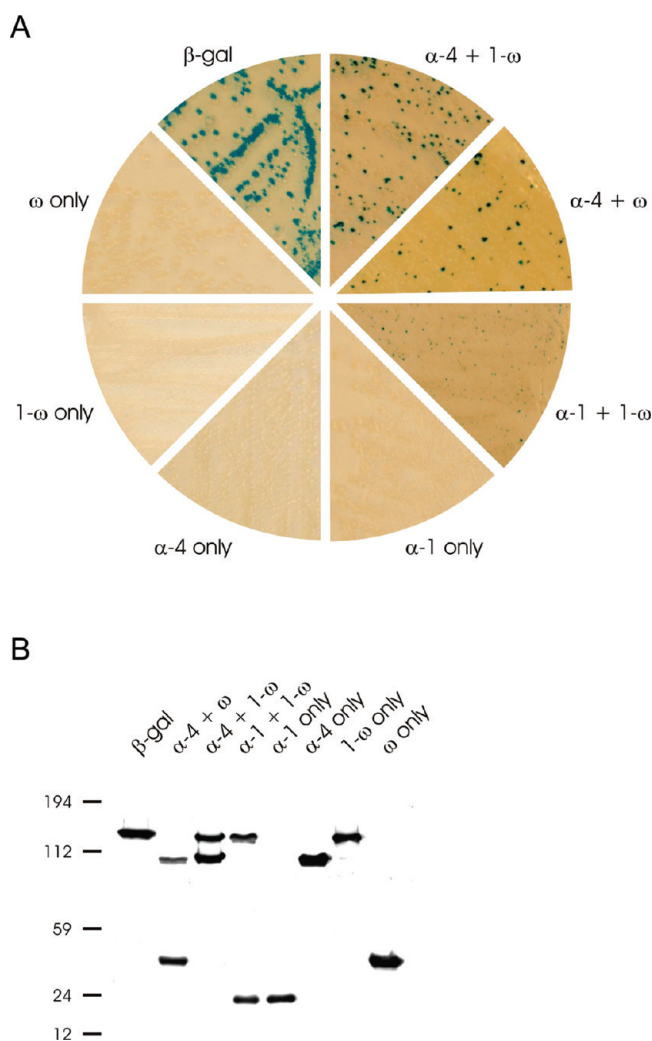 A
β-gal
α-4 + 1-ω
ω only
α-4 + ω
1-ω only
α-1 + 1-ω
α-4 only
α-1 only
B
β-gal
α-4 + ω
α-4 + 1-ω
α-1 + 1-ω
α-1 only
α-4 only
1-ω only
ω only
194
112
59
24
12